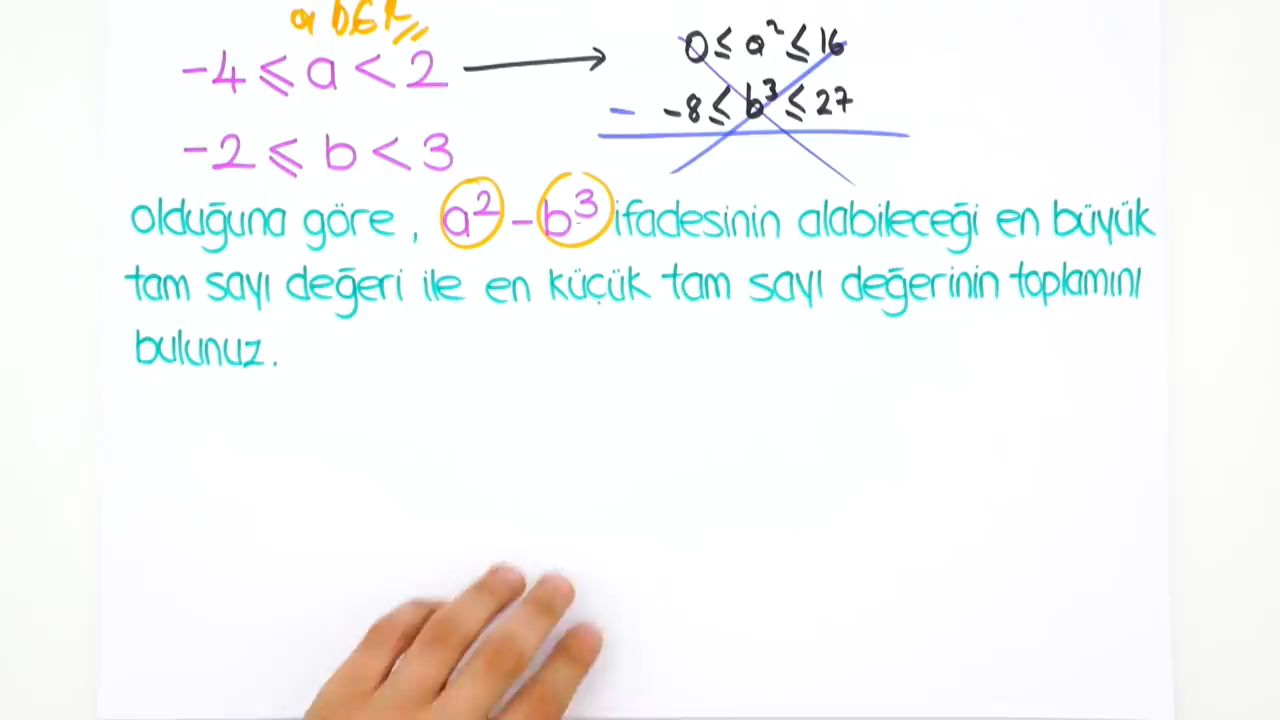 a, b ∈ R
-4 ≤ a < 2 → 0 ≤ a² ≤ 16
- -8 ≤ b³ ≤ 27
-2 ≤ b < 3
olduğuna göre, a² - b³ ifadesinin alabileceği en büyük
tam sayı değeri ile en küçük tam sayı değerinin toplamını
bulunuz.